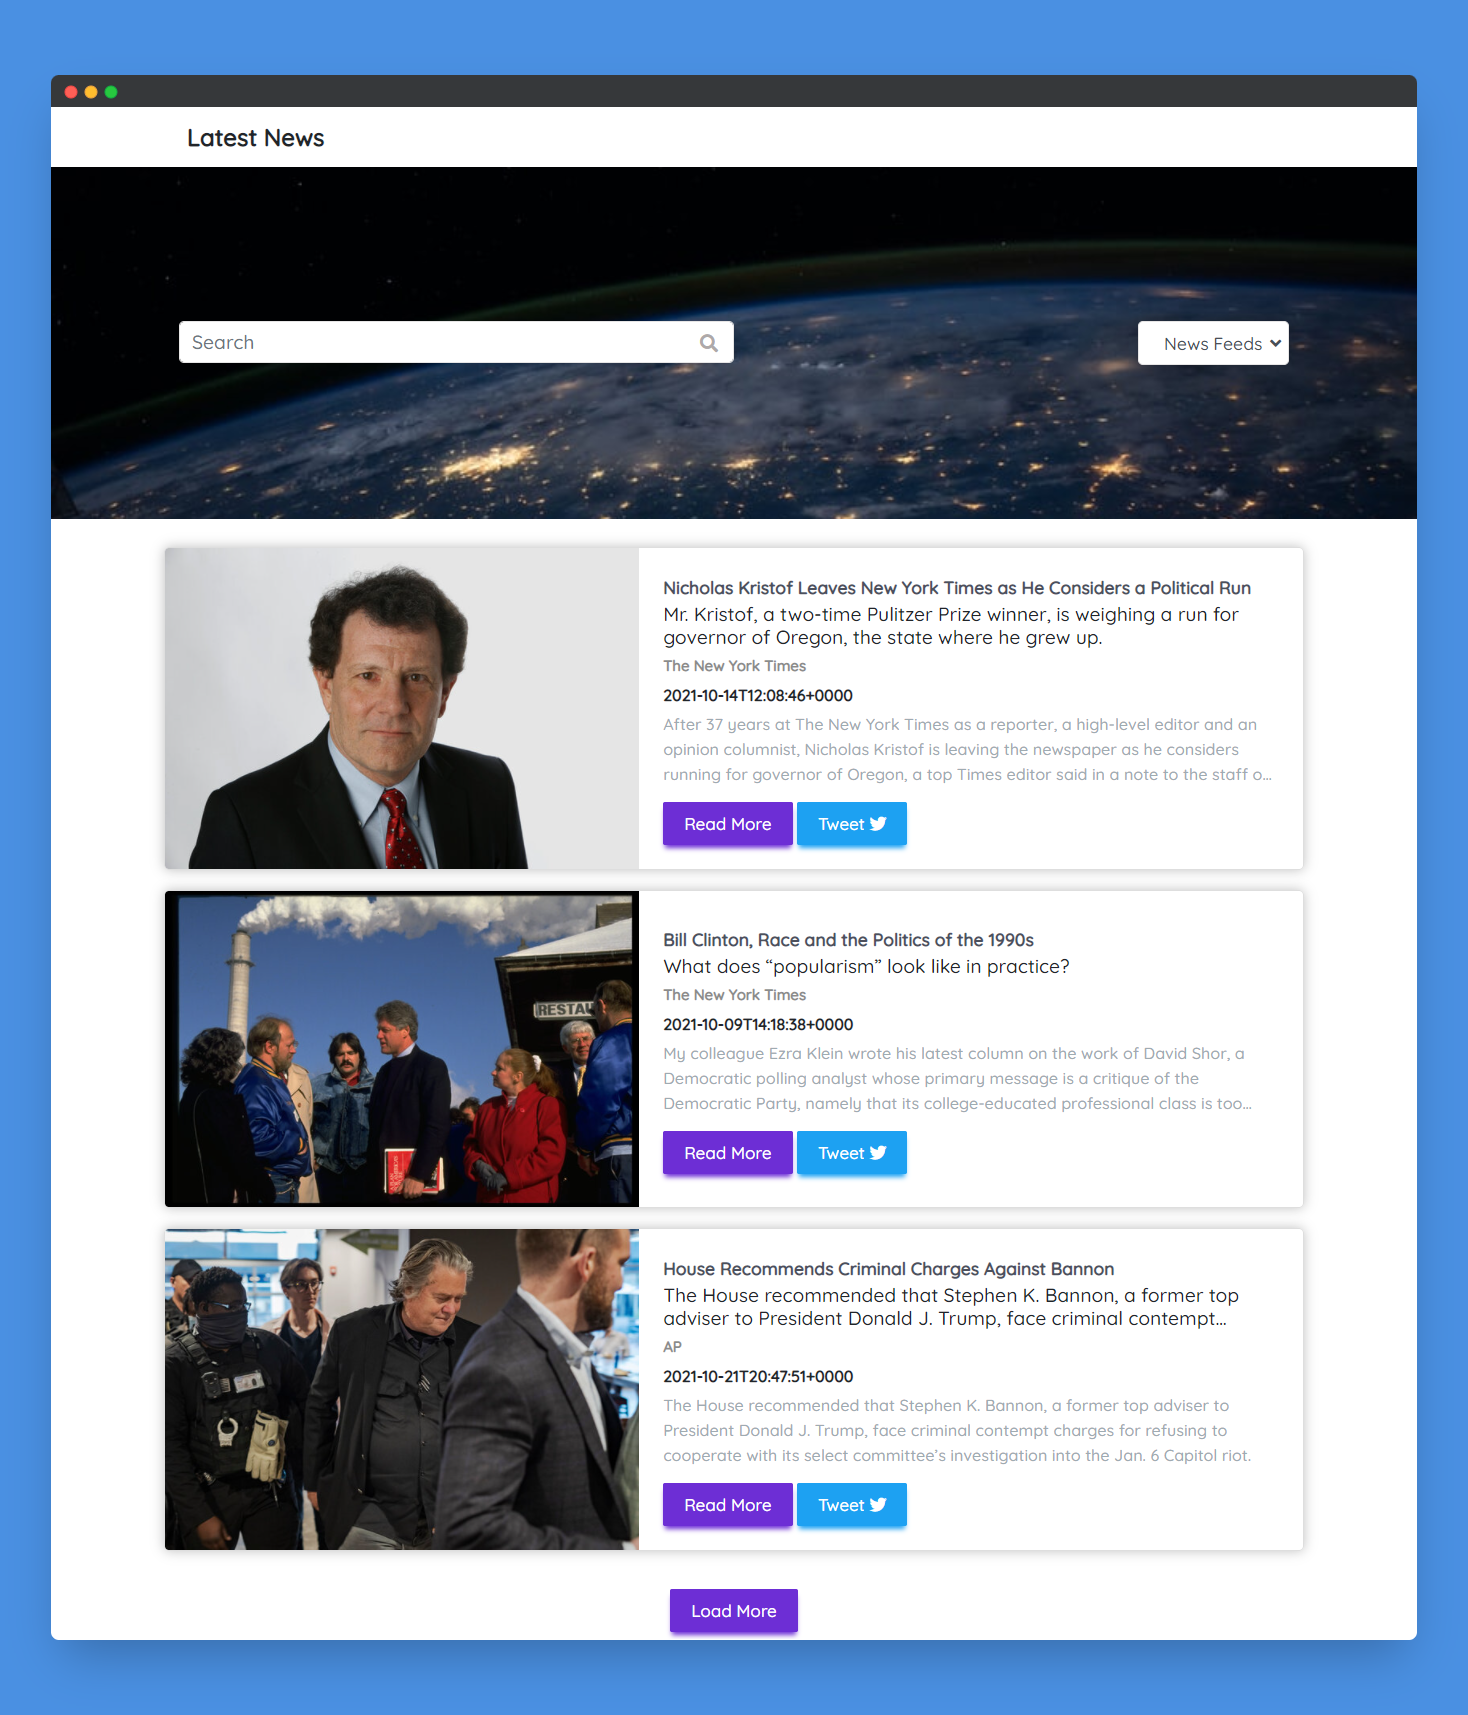 Latest News
Search
News Feeds
Nicholas Kristof Leaves New York Times as He Considers a Political Run
Mr. Kristof, a two-time Pulitzer Prize winner, is weighing a run for
governor of Oregon, the state where he grew up.
The New York Times
2021-10-14T12:08:46+0000
After 37 years at The New York Times as a reporter, a high-level editor and an
opinion columnist, Nicholas Kristof is leaving the newspaper as he considers
running for governor of Oregon, a top Times editor said in a note to the staff o...
Read More
Tweet
RESTAU
Bill Clinton, Race and the Politics of the 1990s
What does “popularism” look like in practice?
The New York Times
2021-10-09T14:18:38+0000
My colleague Ezra Klein wrote his latest column on the work of David Shor, a
Democratic polling analyst whose primary message is a critique of the
Democratic Party, namely that its college-educated professional class is too...
Read More
Tweet
House Recommends Criminal Charges Against Bannon
The House recommended that Stephen K. Bannon, a former top
adviser to President Donald J. Trump, face criminal contempt...
AP
2021-10-21T20:47:51+0000
The House recommended that Stephen K. Bannon, a former top adviser to
President Donald J. Trump, face criminal contempt charges for refusing to
cooperate with its select committee’s investigation into the Jan. 6 Capitol riot.
Read More
Tweet
Load More